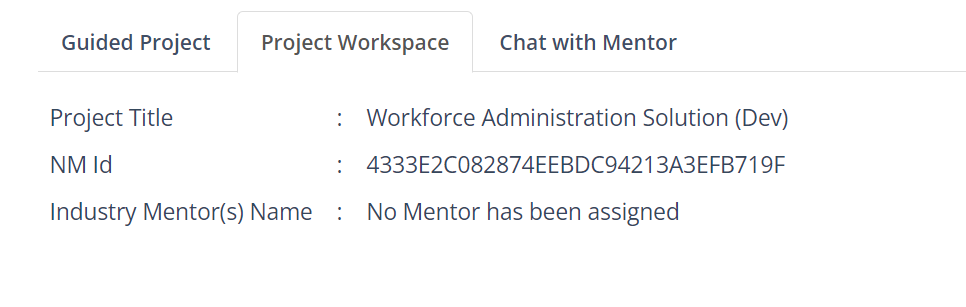 Guided Project Project Workspace Chat with Mentor
Project Title : Workforce Administration Solution (Dev)
NM Id : 4333E2C082874EEBDC94213A3EFB719F
Industry Mentor(s) Name : No Mentor has been assigned